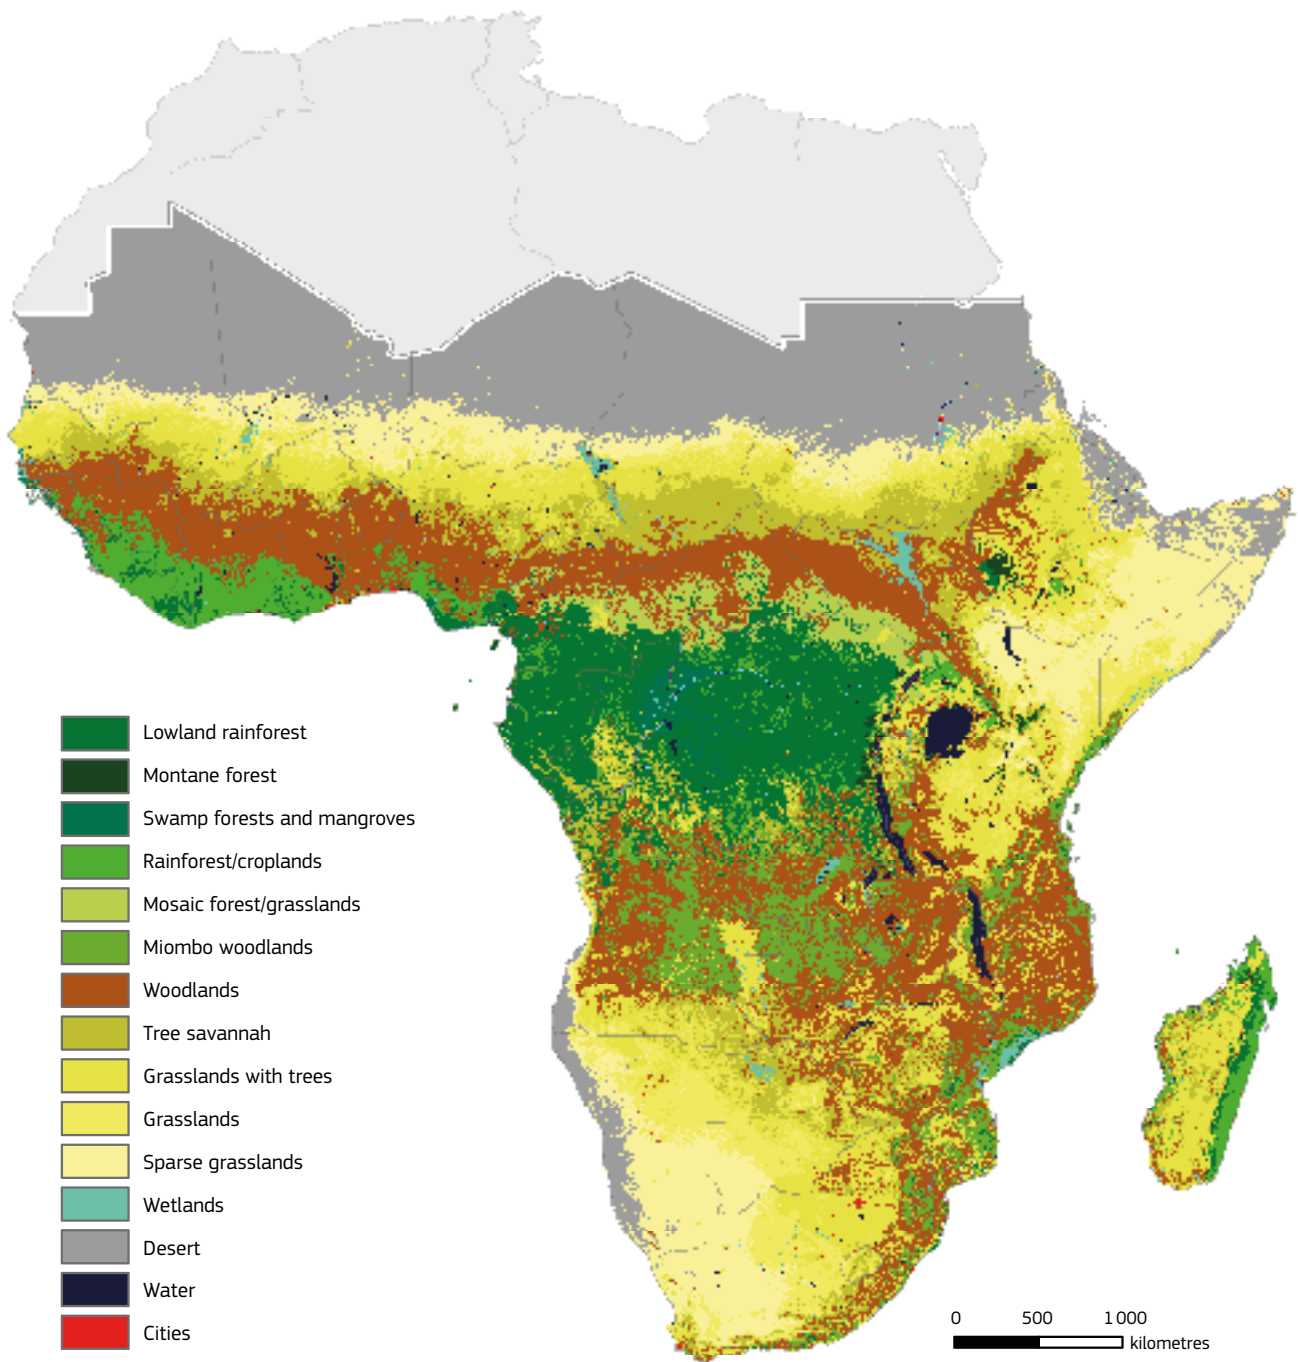 Lowland rainforest
Montane forest
Swamp forests and mangroves
Rainforest/croplands
Mosaic forest/grasslands
Miombo woodlands
Woodlands
Tree savannah
Grasslands with trees
Grasslands
Sparse grasslands
Wetlands
Desert
Water
Cities
0 500 1 000
kilometres